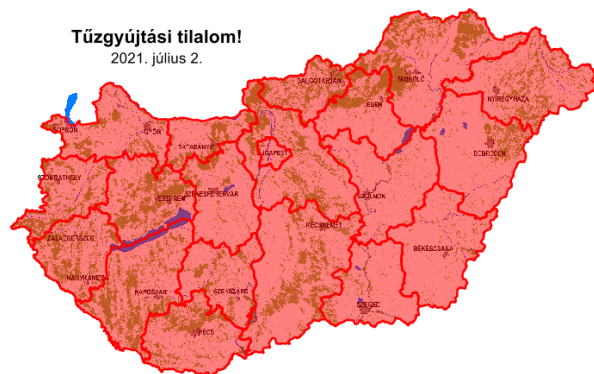 Tűzgyújtási tilalom!
2021. július 2.
SALGÓTARJÁN
MISKOLC
EGER
NYÍREGYHÁZA
SOPRON
GYŐR
TATABÁNYA
BUDAPEST
DEBRECEN
SZOMBATHELY
VESZPRÉM
SZÉKESFEHÉRVÁR
SZOLNOK
ZALAEGERSZEG
KECSKEMÉT
BÉKÉSCSABA
NAGYKANIZSA
KAPOSVÁR
SZEKSZÁRD
SZEGED
PÉCS